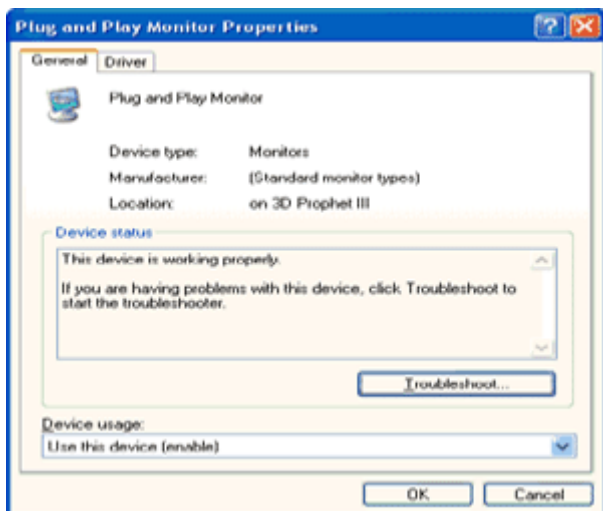 Plug and Play Monitor Properties
General Driver
Plug and Play Monitor
Device type: Monitors
Manufacturer: (Standard monitor types)
Location: on 3D Prophet III
Device status
This device is working properly.
If you are having problems with this device, click Troubleshoot to
start the troubleshooter.
Troubleshoot...
Device usage:
Use this device (enable)
OK Cancel